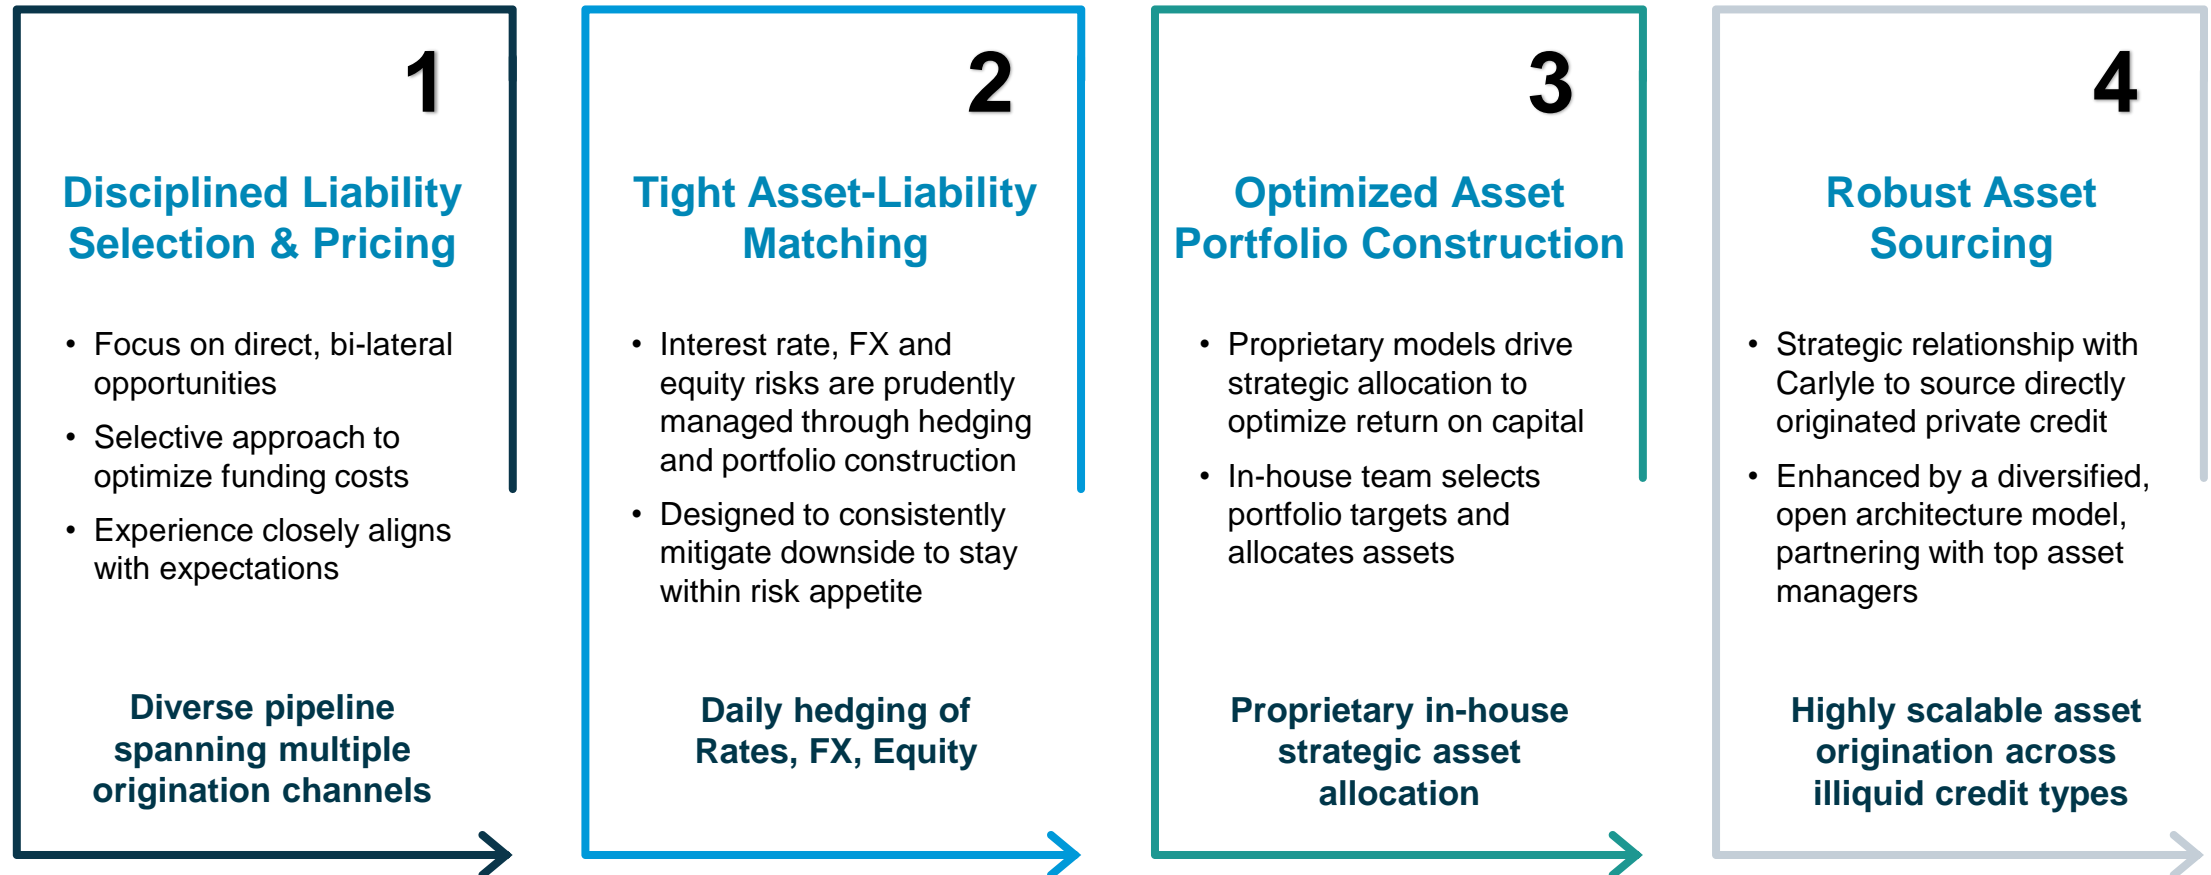 1
Disciplined Liability
Selection & Pricing
• Focus on direct, bi-lateral
opportunities
• Selective approach to
optimize funding costs
• Experience closely aligns
with expectations
Diverse pipeline
spanning multiple
origination channels
2
Tight Asset-Liability
Matching
• Interest rate, FX and
equity risks are prudently
managed through hedging
and portfolio construction
• Designed to consistently
mitigate downside to stay
within risk appetite
Daily hedging of
Rates, FX, Equity
3
Optimized Asset
Portfolio Construction
• Proprietary models drive
strategic allocation to
optimize return on capital
• In-house team selects
portfolio targets and
allocates assets
Proprietary in-house
strategic asset
allocation
4
Robust Asset
Sourcing
• Strategic relationship with
Carlyle to source directly
originated private credit
• Enhanced by a diversified,
open architecture model,
partnering with top asset
managers
Highly scalable asset
origination across
illiquid credit types